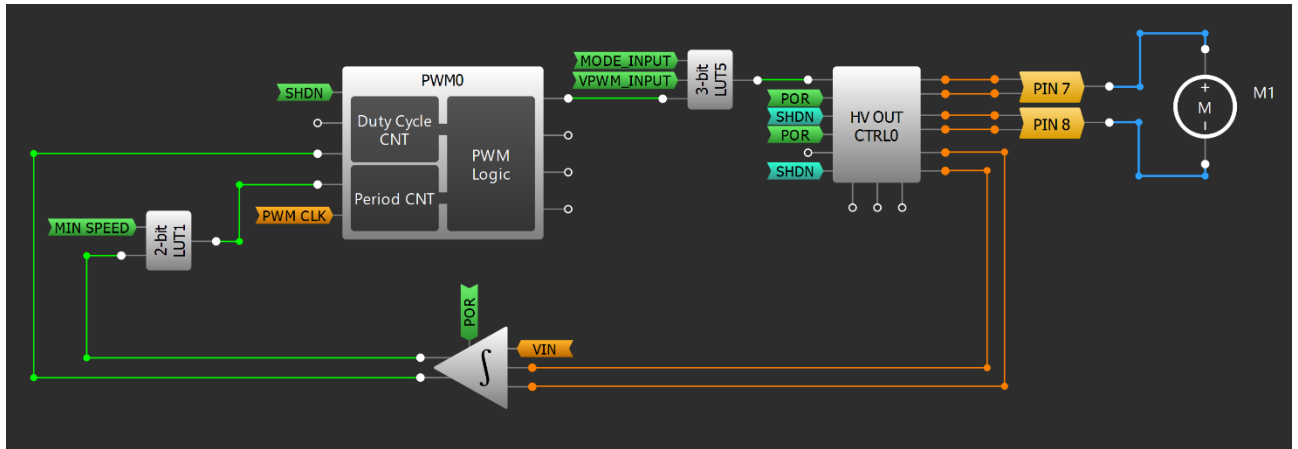 PWM0
SHDN
Duty Cycle
CNT
PWM
Logic
Period CNT
PWM CLK
MIN SPEED
2-bit
LUT1
MODE_INPUT
VPWM_INPUT
3-bit
LUT5
POR
SHDN
POR
SHDN
HV OUT
CTRL0
PIN 7
PIN 8
+
M
−
M1
POR
∫
VIN